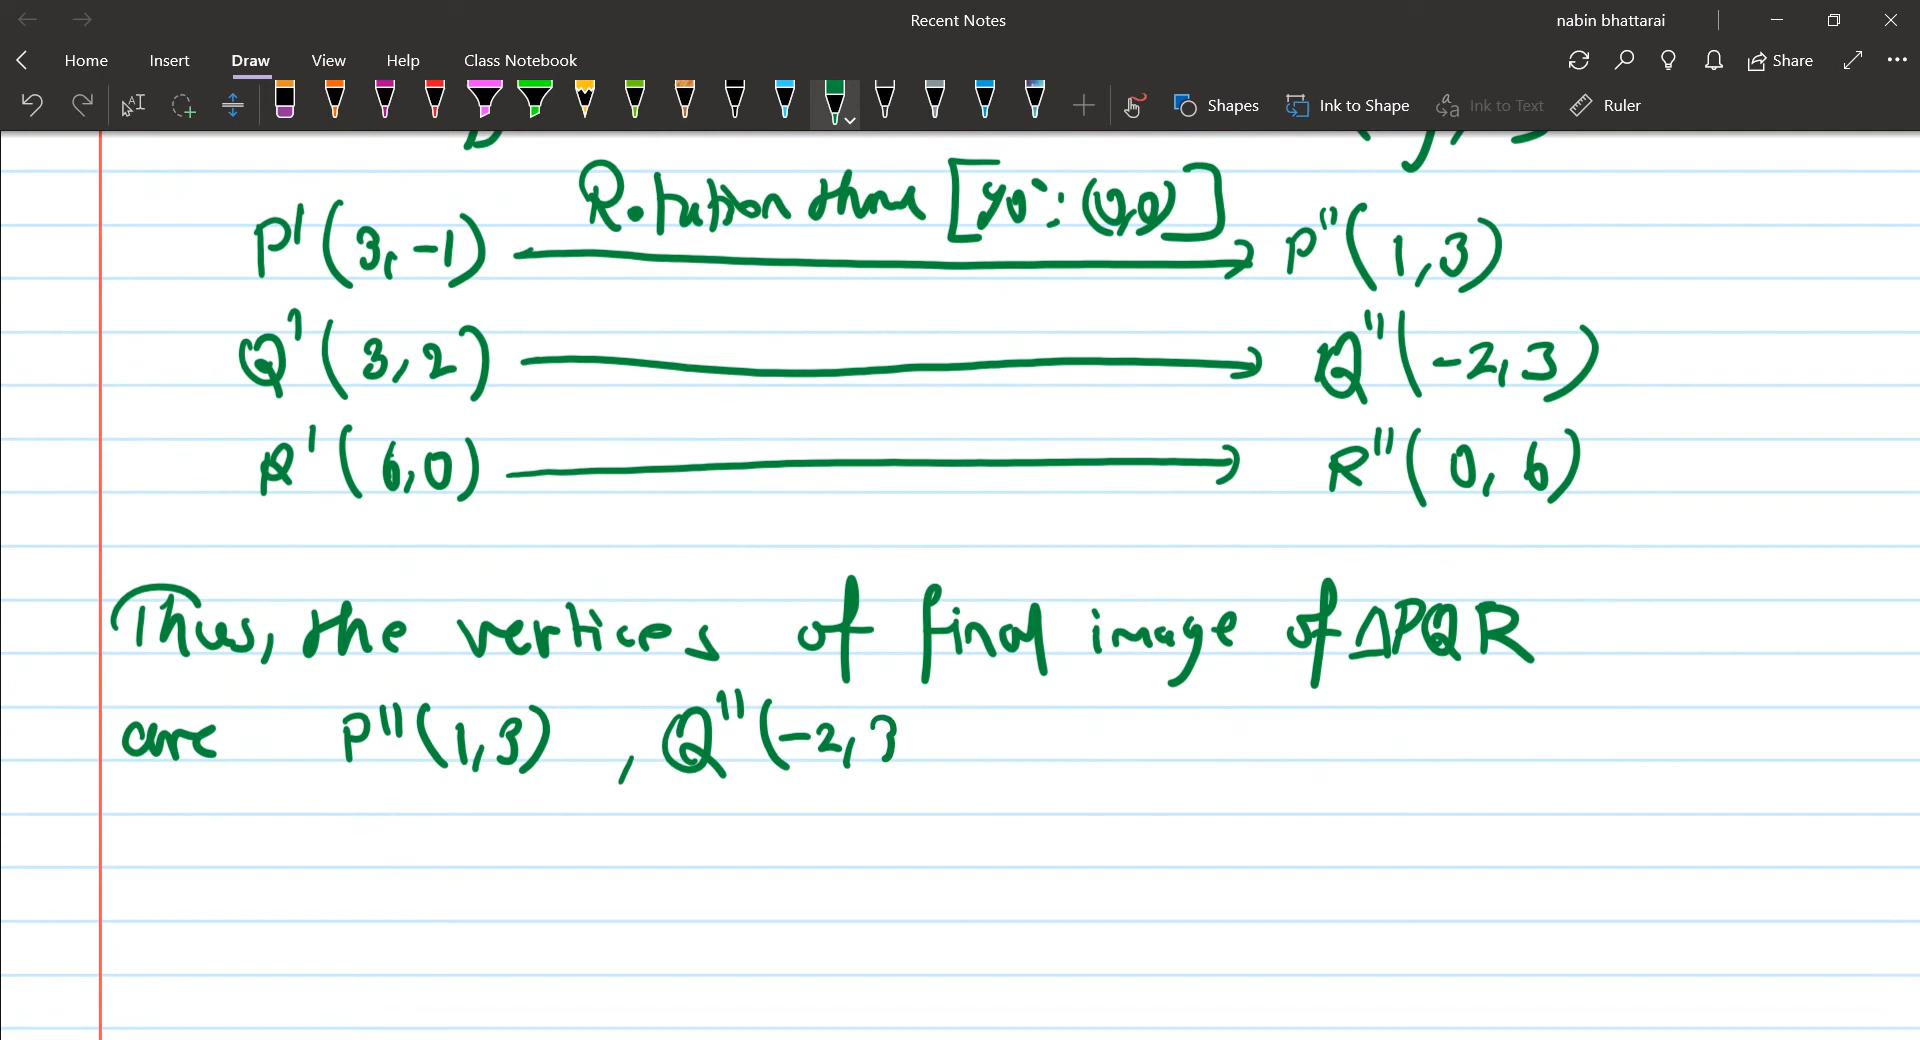 Recent Notes
nabin bhattarai
Home Insert Draw View Help Class Notebook
Share
Shapes Ink to Shape Ink to Text Ruler
Rotation [90°: (0,0)]
P'(3,-1) P''(1,3)
Q'(3,2) Q''(-2,3)
R'(6,0) R''(0,6)
Thus, the vertices of final image of ΔPQR
are P''(1,3), Q''(-2,3